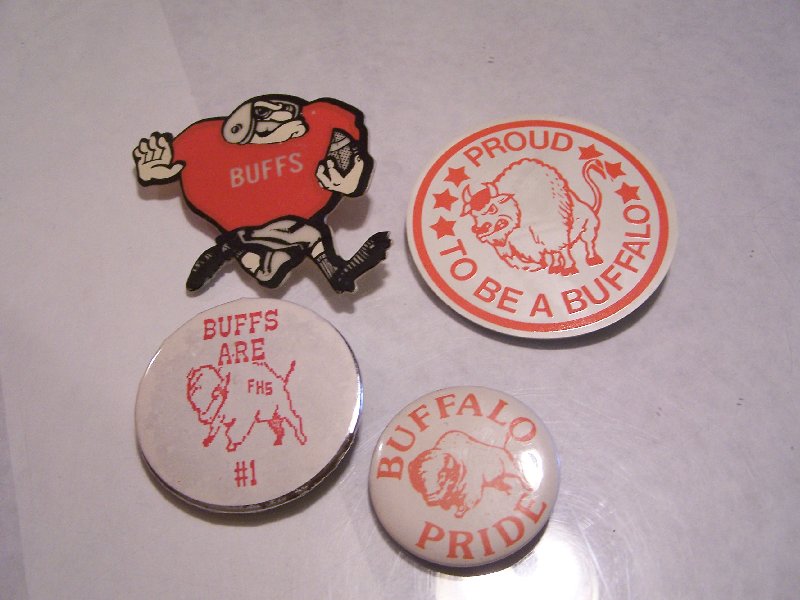 BUFFS
PROUD
TO BE A BUFFALO
BUFFS
ARE
FHS
#1
BUFFALO
PRIDE